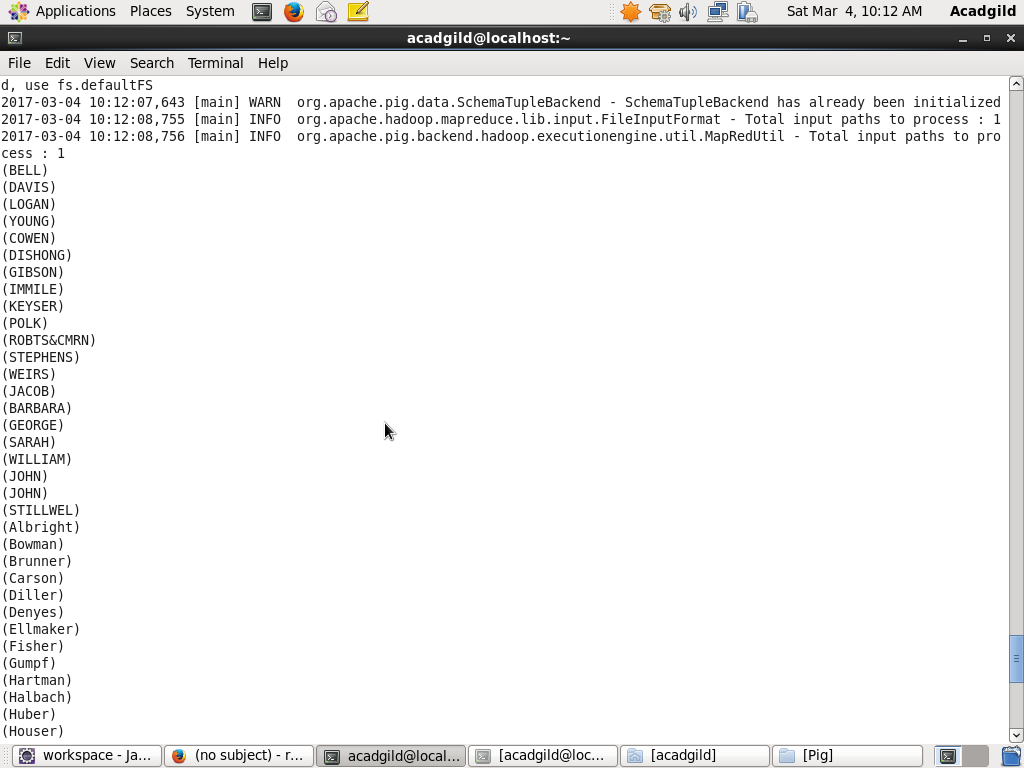 Applications Places System Sat Mar 4, 10:12 AM Acadgild
acadgild@localhost:~
File Edit View Search Terminal Help
d, use fs.defaultFS
2017-03-04 10:12:07,643 [main] WARN  org.apache.pig.data.SchemaTupleBackend - SchemaTupleBackend has already been initialized
2017-03-04 10:12:08,755 [main] INFO  org.apache.hadoop.mapreduce.lib.input.FileInputFormat - Total input paths to process : 1
2017-03-04 10:12:08,756 [main] INFO  org.apache.pig.backend.hadoop.executionengine.util.MapRedUtil - Total input paths to pro
cess : 1
(BELL)
(DAVIS)
(LOGAN)
(YOUNG)
(COWEN)
(DISHONG)
(GIBSON)
(IMMILE)
(KEYSER)
(POLK)
(ROBTS&CMRN)
(STEPHENS)
(WEIRS)
(JACOB)
(BARBARA)
(GEORGE)
(SARAH)
(WILLIAM)
(JOHN)
(JOHN)
(STILLWEL)
(Albright)
(Bowman)
(Brunner)
(Carson)
(Diller)
(Denyes)
(Ellmaker)
(Fisher)
(Gumpf)
(Hartman)
(Halbach)
(Huber)
(Houser)
workspace - Ja... (no subject) - r... acadgild@local... [acadgild@loc... [acadgild] [Pig]